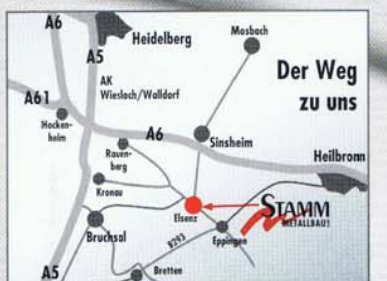 A6
Heidelberg
Mosbach
A5
AK
Wiesloch/Walldorf
Der Weg
zu uns
A61
Hocken-
heim
A6
Rauen-
berg
Sinsheim
Heilbronn
Kronau
Elsenz
STAMM
METALLBAU
Bruchsal
Eppingen
B293
A5
Bretten